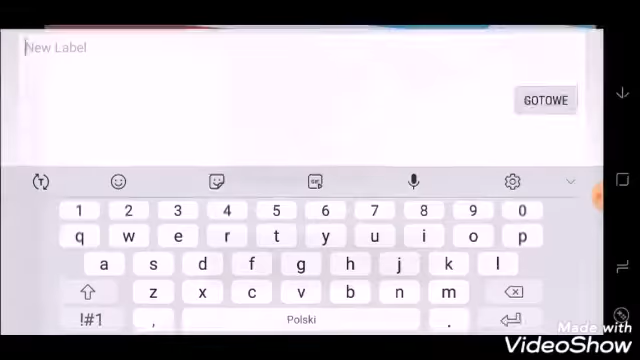 New Label
GOTOWE
1 2 3 4 5 6 7 8 9 0
q w e r t y u i o p
a s d f g h j k l
z x c v b n m
!#1 , Polski .
Made with
VideoShow